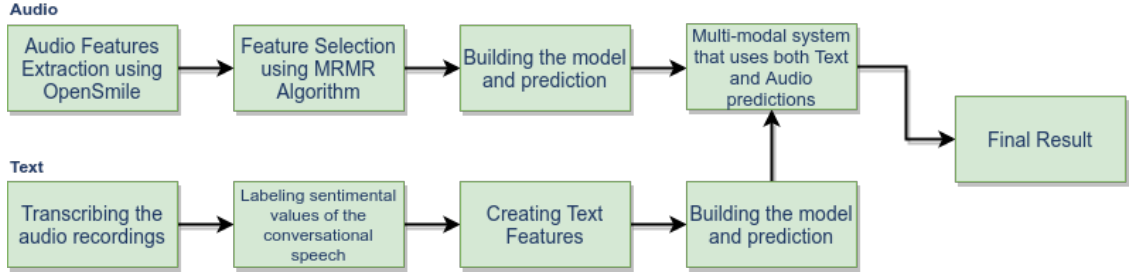 Audio
Audio Features
Extraction using
OpenSmile
Feature Selection
using MRMR
Algorithm
Building the model
and prediction
Multi-modal system
that uses both Text
and Audio
predictions
Final Result
Text
Transcribing the
audio recordings
Labeling sentimental
values of the
conversational
speech
Creating Text
Features
Building the model
and prediction